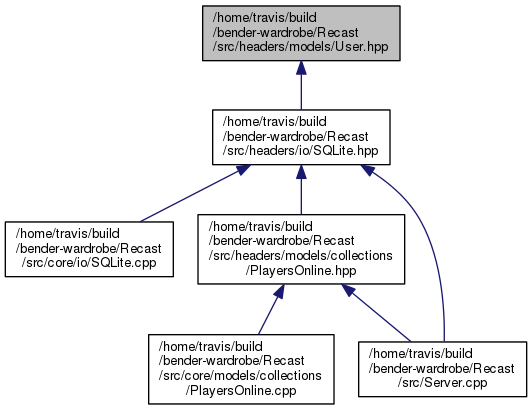 /home/travis/build
/bender-wardrobe/Recast
/src/headers/models/User.hpp
/home/travis/build
/bender-wardrobe/Recast
/src/headers/io/SQLite.hpp
/home/travis/build
/bender-wardrobe/Recast
/src/core/io/SQLite.cpp
/home/travis/build
/bender-wardrobe/Recast
/src/headers/models/collections
/PlayersOnline.hpp
/home/travis/build
/bender-wardrobe/Recast
/src/core/models/collections
/PlayersOnline.cpp
/home/travis/build
/bender-wardrobe/Recast
/src/Server.cpp